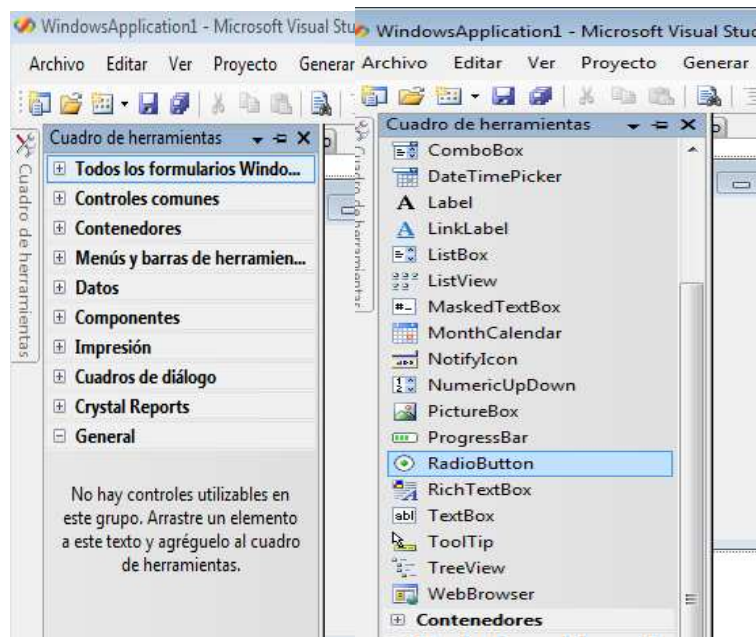 WindowsApplication1 - Microsoft Visual Stu
Archivo Editar Ver Proyecto Generar
Cuadro de herramientas
Cuadro de herramientas
Todos los formularios Windo...
Controles comunes
Contenedores
Menús y barras de herramien...
Datos
Componentes
Impresión
Cuadros de diálogo
Crystal Reports
General
No hay controles utilizables en
este grupo. Arrastre un elemento
a este texto y agréguelo al cuadro
de herramientas.
WindowsApplication1 - Microsoft Visual Stud
Archivo Editar Ver Proyecto Generar
Cuadro de herramientas
Cuadro de herramientas
ComboBox
DateTimePicker
A Label
A LinkLabel
ListBox
ListView
MaskedTextBox
MonthCalendar
NotifyIcon
NumericUpDown
PictureBox
ProgressBar
RadioButton
RichTextBox
abl TextBox
ToolTip
TreeView
WebBrowser
Contenedores